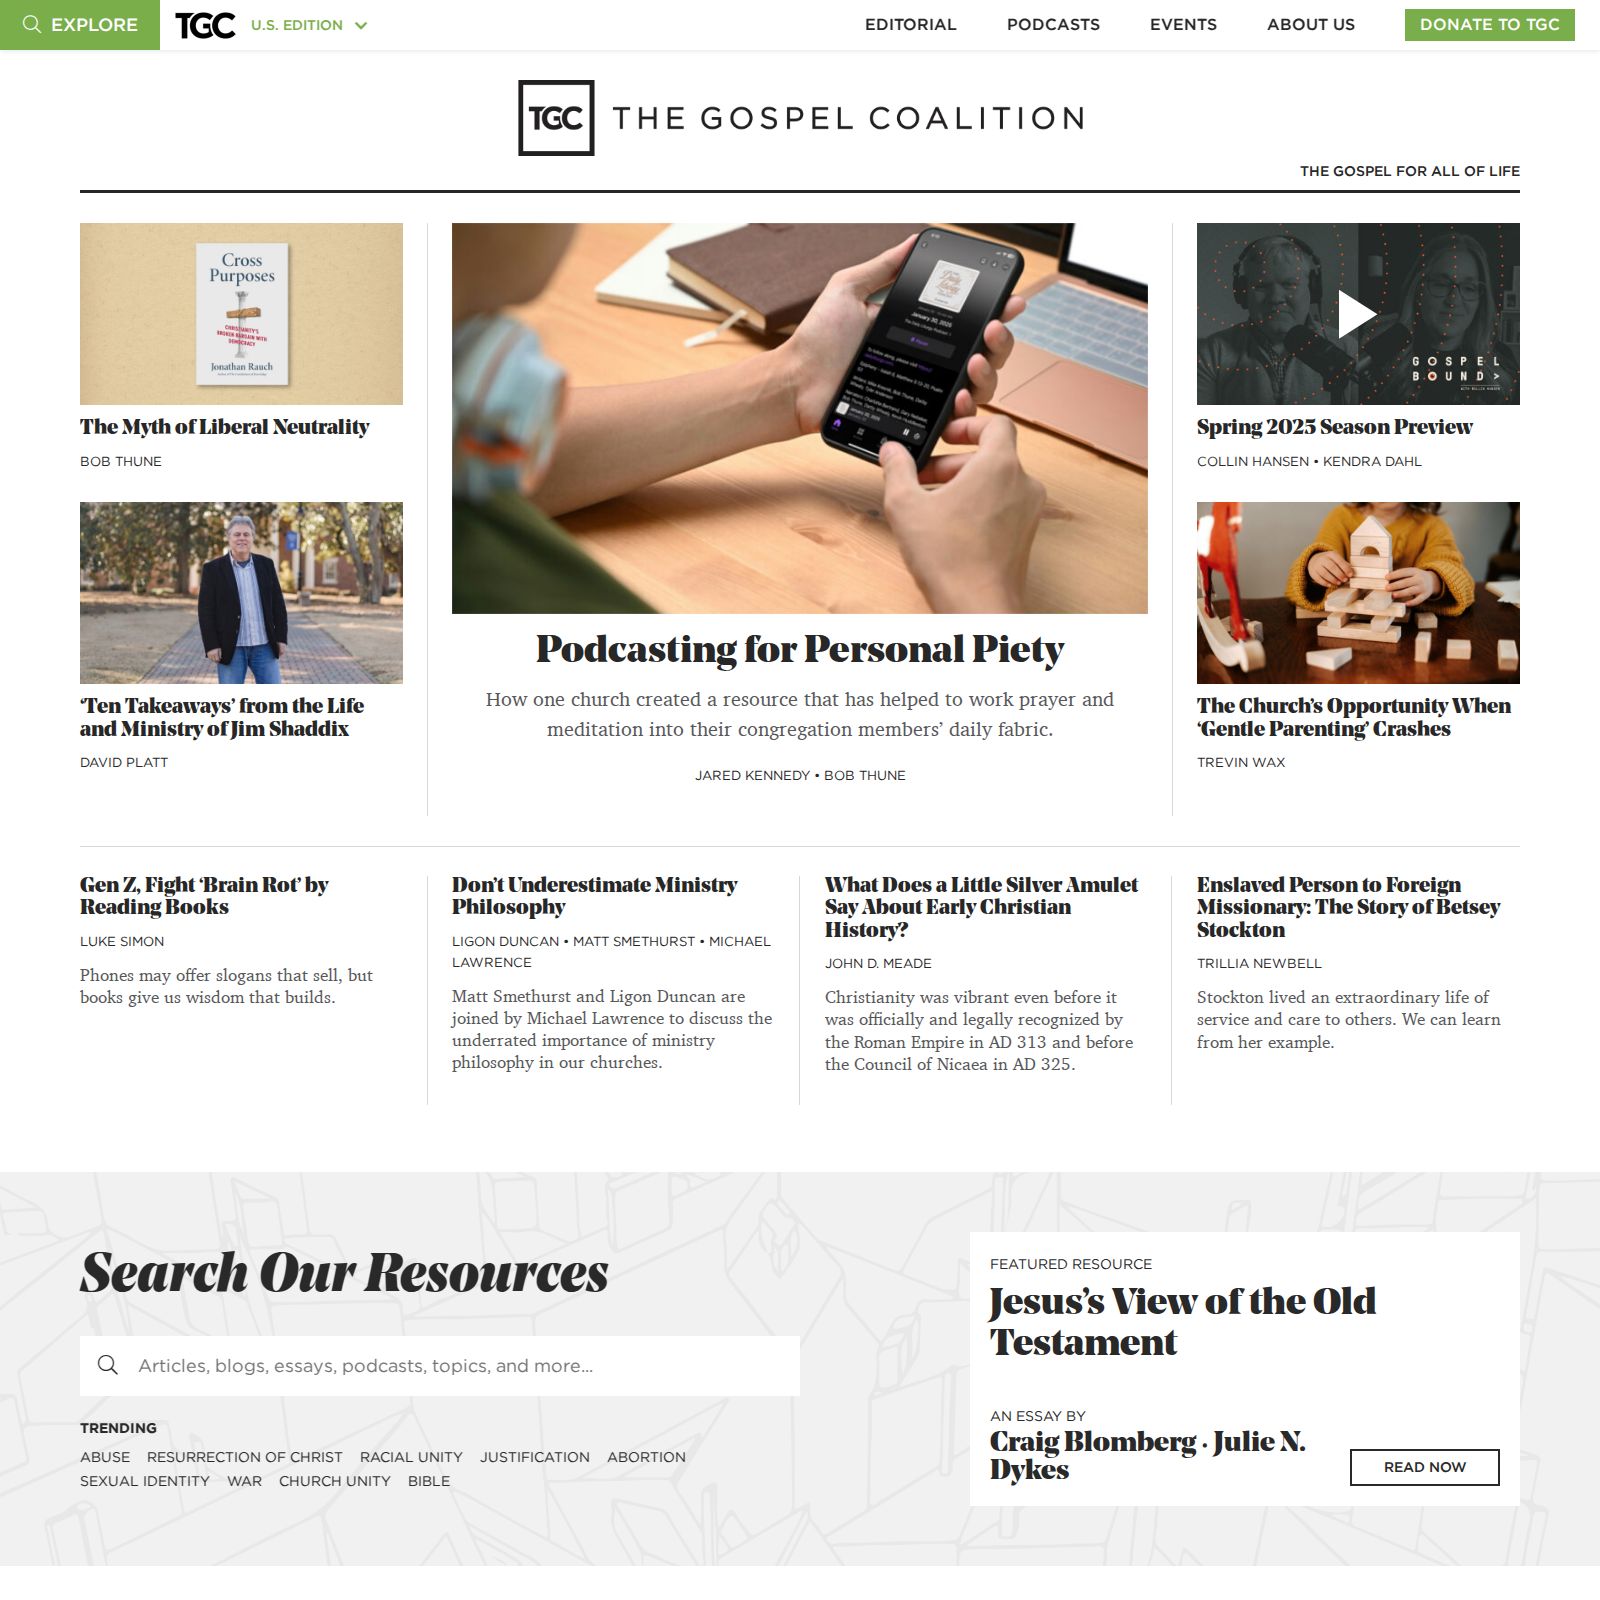 EXPLORE
TGC
U.S. EDITION
EDITORIAL
PODCASTS
EVENTS
ABOUT US
DONATE TO TGC
TGC THE GOSPEL COALITION
THE GOSPEL FOR ALL OF LIFE
Cross
Purposes
CHRISTIANITY'S
BROKEN BARGAIN WITH
DEMOCRACY
Jonathan Rauch
The Myth of Liberal Neutrality
BOB THUNE
‘Ten Takeaways’ from the Life
and Ministry of Jim Shaddix
DAVID PLATT
January 30, 2025
Podcasting for Personal Piety
How one church created a resource that has helped to work prayer and
meditation into their congregation members’ daily fabric.
JARED KENNEDY • BOB THUNE
GOSPEL
BOUND>
Spring 2025 Season Preview
COLLIN HANSEN • KENDRA DAHL
The Church’s Opportunity When
‘Gentle Parenting’ Crashes
TREVIN WAX
Gen Z, Fight ‘Brain Rot’ by
Reading Books
LUKE SIMON
Phones may offer slogans that sell, but
books give us wisdom that builds.
Don’t Underestimate Ministry
Philosophy
LIGON DUNCAN • MATT SMETHURST • MICHAEL
LAWRENCE
Matt Smethurst and Ligon Duncan are
joined by Michael Lawrence to discuss the
underrated importance of ministry
philosophy in our churches.
What Does a Little Silver Amulet
Say About Early Christian
History?
JOHN D. MEADE
Christianity was vibrant even before it
was officially and legally recognized by
the Roman Empire in AD 313 and before
the Council of Nicaea in AD 325.
Enslaved Person to Foreign
Missionary: The Story of Betsey
Stockton
TRILLIA NEWBELL
Stockton lived an extraordinary life of
service and care to others. We can learn
from her example.
Search Our Resources
Articles, blogs, essays, podcasts, topics, and more...
TRENDING
ABUSE RESURRECTION OF CHRIST RACIAL UNITY JUSTIFICATION ABORTION
SEXUAL IDENTITY WAR CHURCH UNITY BIBLE
FEATURED RESOURCE
Jesus’s View of the Old
Testament
AN ESSAY BY
Craig Blomberg · Julie N.
Dykes
READ NOW